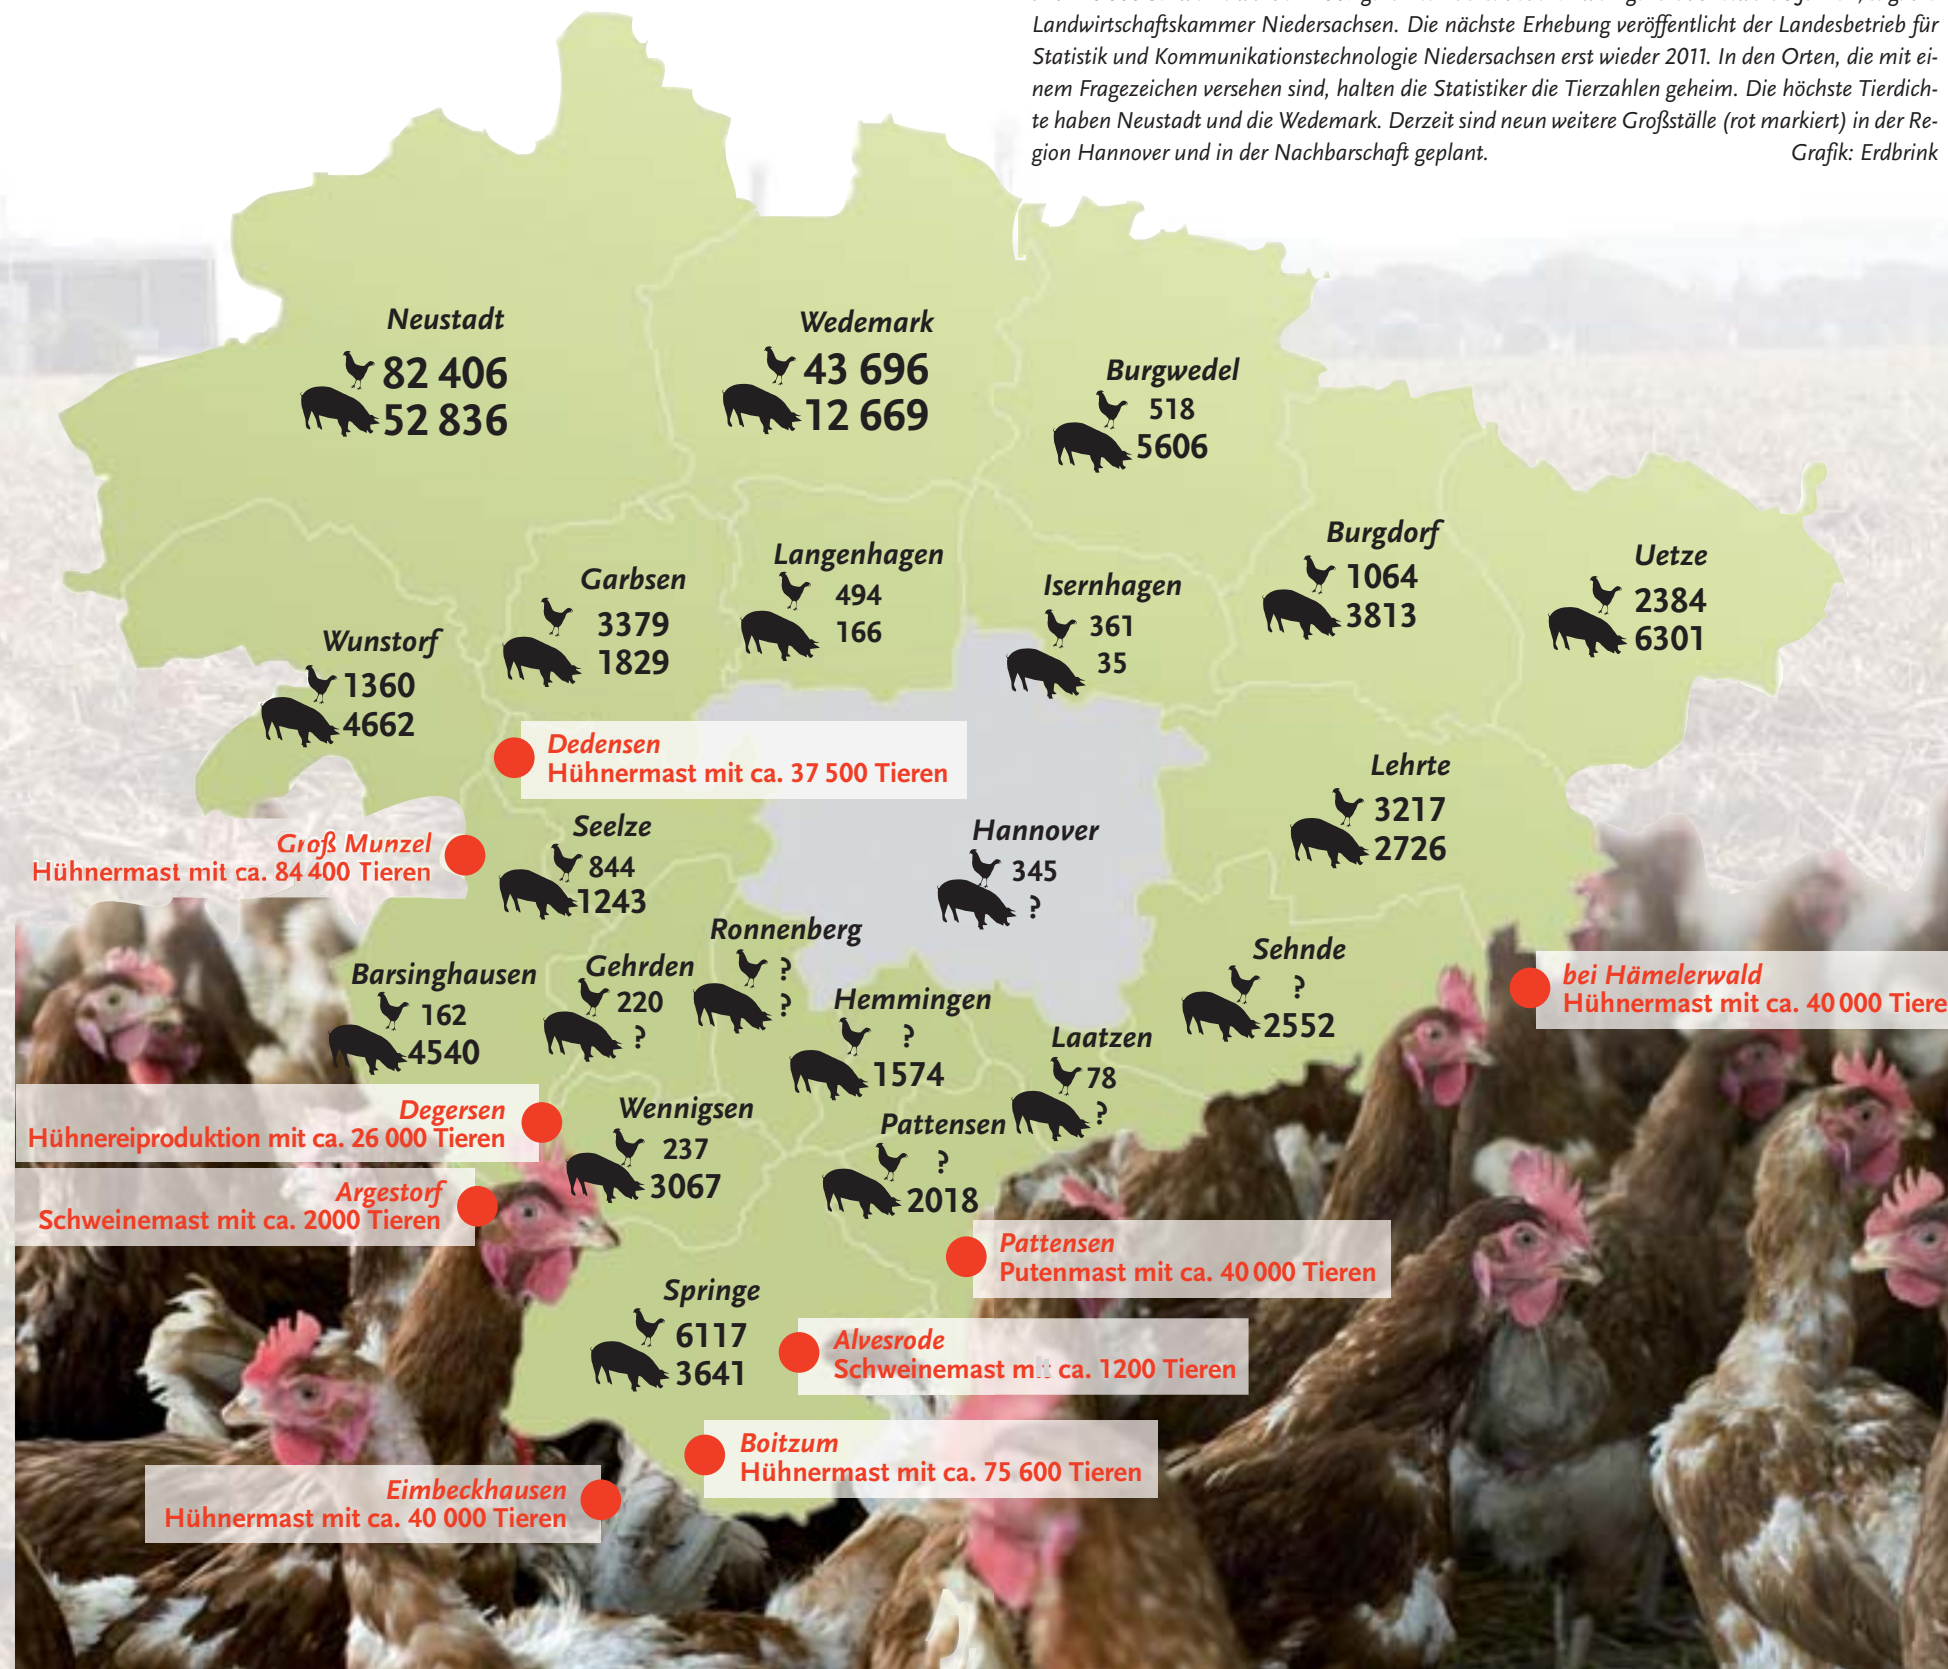 Landwirtschaftskammer Niedersachsen. Die nächste Erhebung veröffentlicht der Landesbetrieb für
Statistik und Kommunikationstechnologie Niedersachsen erst wieder 2011. In den Orten, die mit ei-
nem Fragezeichen versehen sind, halten die Statistiker die Tierzahlen geheim. Die höchste Tierdich-
te haben Neustadt und die Wedemark. Derzeit sind neun weitere Großställe (rot markiert) in der Re-
gion Hannover und in der Nachbarschaft geplant. Grafik: Erdbrink
Neustadt
82 406
52 836
Wedemark
43 696
12 669
Burgwedel
518
5606
Burgdorf
1064
3813
Uetze
2384
6301
Langenhagen
494
166
Isernhagen
361
35
Garbsen
3379
1829
Wunstorf
1360
4662
Dedensen
Hühnermast mit ca. 37 500 Tieren
Lehrte
3217
2726
Groß Munzel
Hühnermast mit ca. 84 400 Tieren
Seelze
844
1243
Hannover
345
?
Ronnenberg
?
?
Sehnde
?
2552
bei Hämelerwald
Hühnermast mit ca. 40 000 Tiere
Barsinghausen
162
4540
Gehrden
220
?
Hemmingen
?
1574
Laatzen
78
?
Degersen
Hühnereiproduktion mit ca. 26 000 Tieren
Wennigsen
237
3067
Pattensen
?
2018
Argestorf
Schweinemast mit ca. 2000 Tieren
Pattensen
Putenmast mit ca. 40 000 Tieren
Springe
6117
3641
Alvesrode
Schweinemast mit ca. 1200 Tieren
Boitzum
Hühnermast mit ca. 75 600 Tieren
Eimbeckhausen
Hühnermast mit ca. 40 000 Tieren